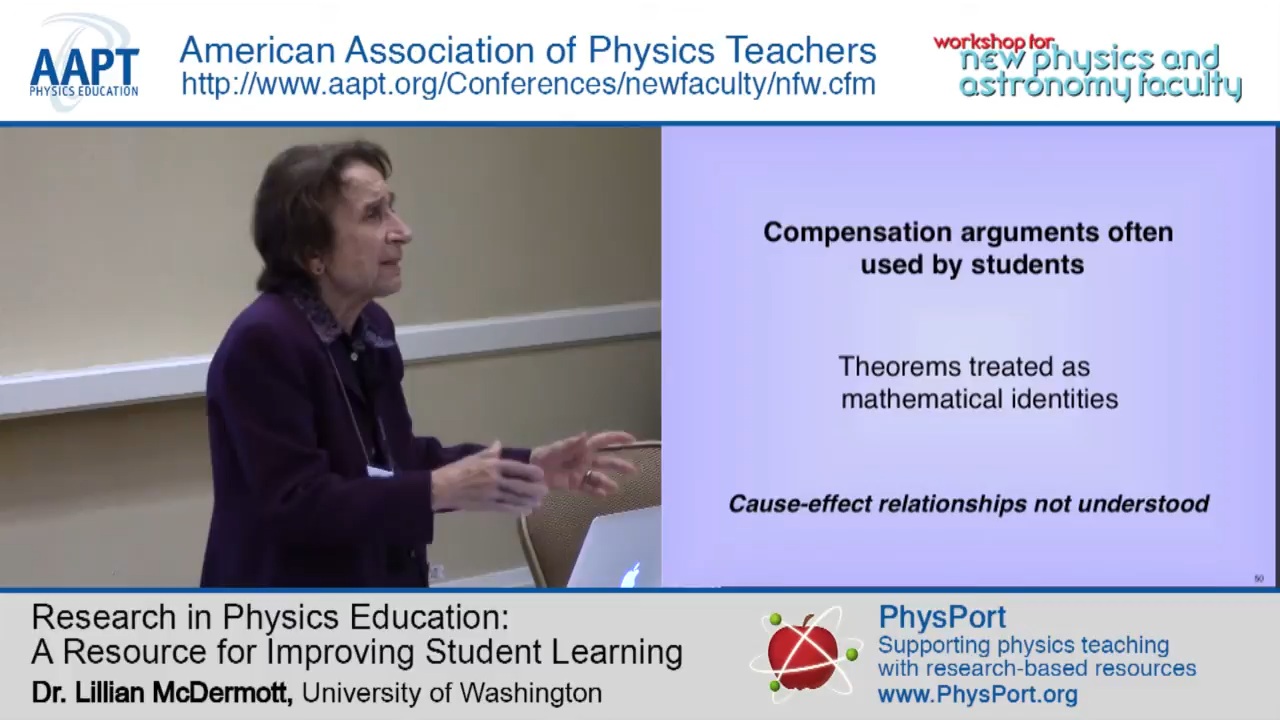 AAPT
PHYSICS EDUCATION
American Association of Physics Teachers
http://www.aapt.org/Conferences/newfaculty/nfw.cfm
workshop for
new physics and
astronomy faculty
Compensation arguments often
used by students
Theorems treated as
mathematical identities
Cause-effect relationships not understood
50
Research in Physics Education:
A Resource for Improving Student Learning
Dr. Lillian McDermott, University of Washington
PhysPort
Supporting physics teaching
with research-based resources
www.PhysPort.org